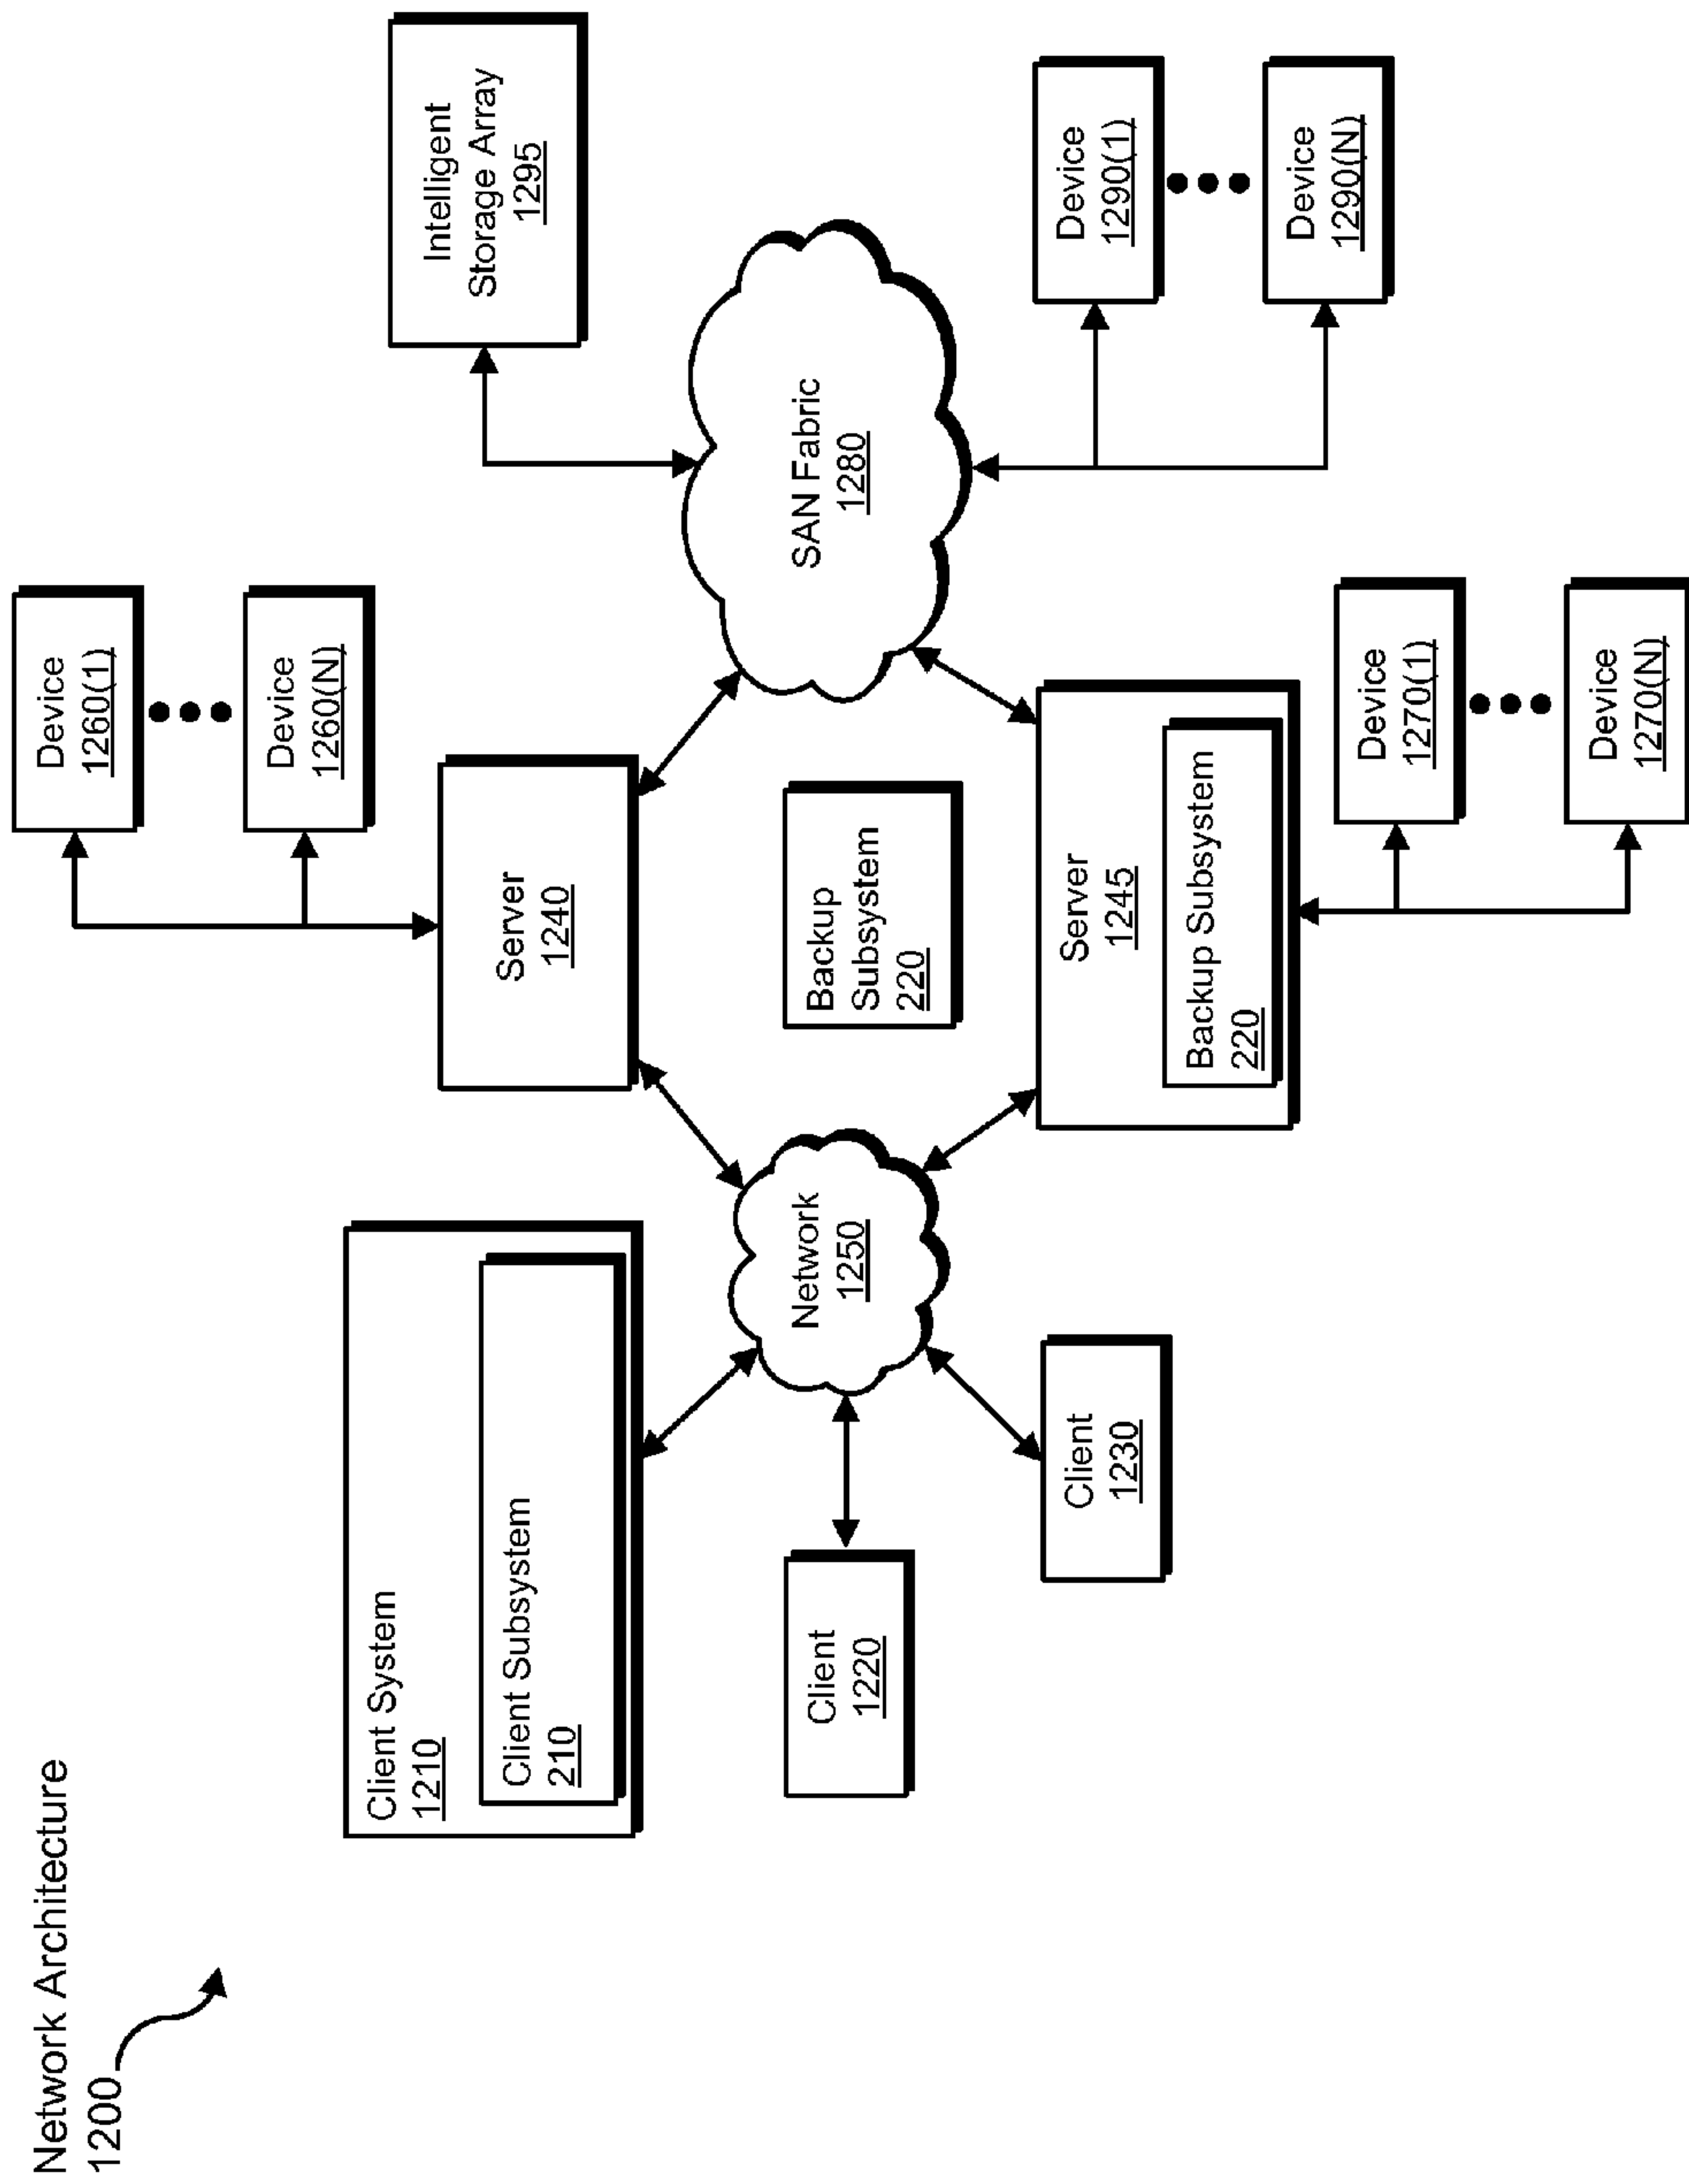 Network Architecture
1200
Client System
1210
Client Subsystem
210
Client
1220
Client
1230
Network
1250
Server
1240
Backup
Subsystem
220
Server
1245
Backup Subsystem
220
Device
1260(1)
Device
1260(N)
Device
1270(1)
Device
1270(N)
SAN Fabric
1280
Intelligent
Storage Array
1295
Device
1290(1)
Device
1290(N)